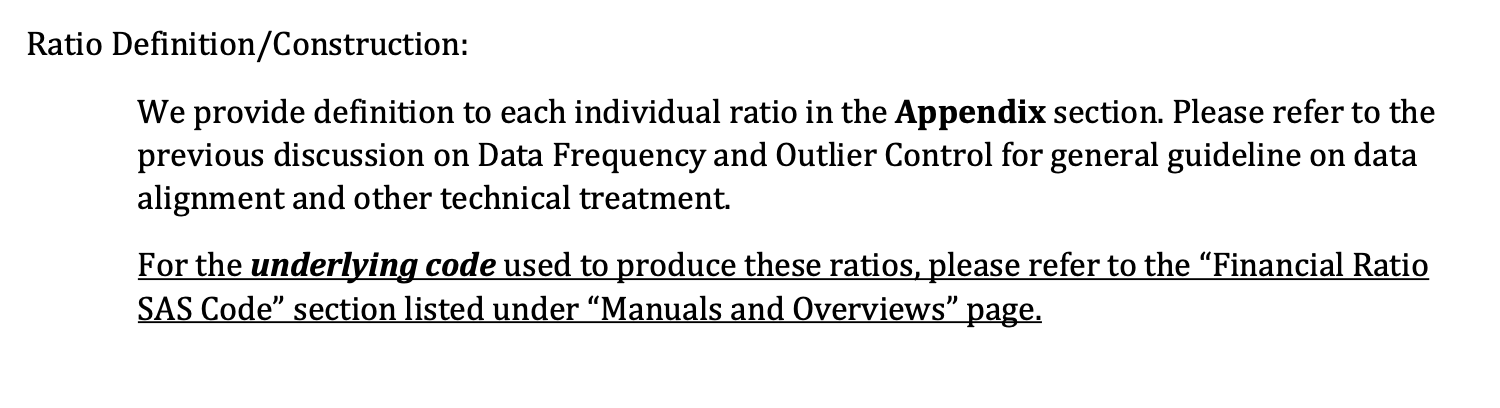 Ratio Definition/Construction:
We provide definition to each individual ratio in the Appendix section. Please refer to the
previous discussion on Data Frequency and Outlier Control for general guideline on data
alignment and other technical treatment.
For the underlying code used to produce these ratios, please refer to the “Financial Ratio
SAS Code” section listed under “Manuals and Overviews” page.